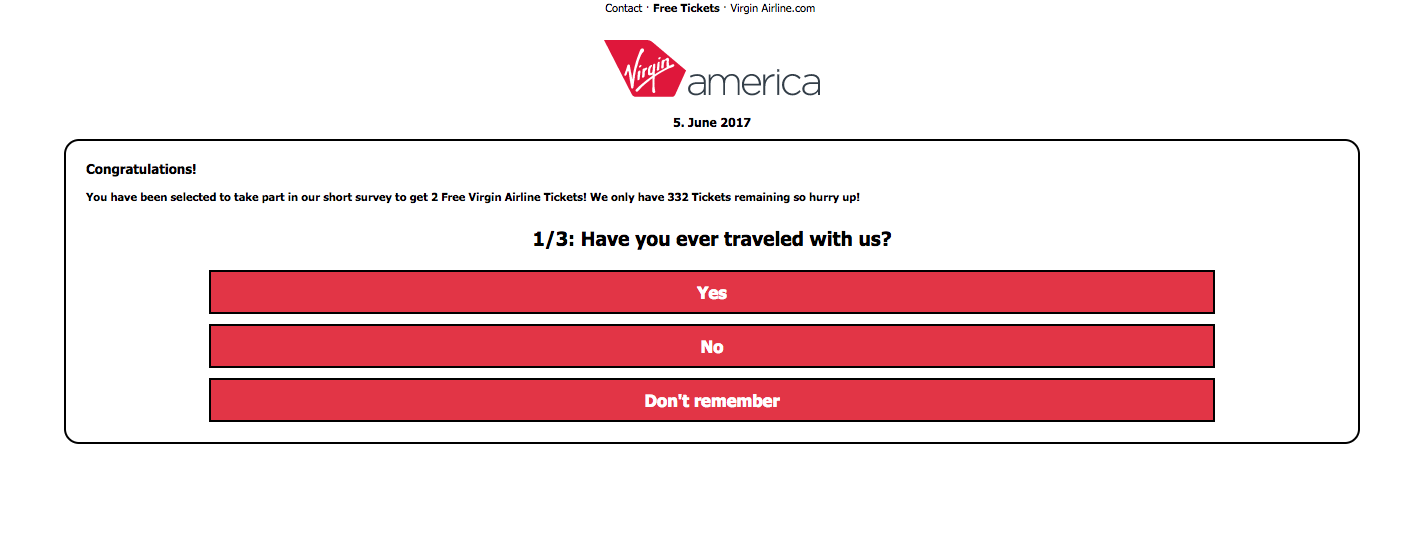 Contact · Free Tickets · Virgin Airline.com
Virgin america
5. June 2017
Congratulations!
You have been selected to take part in our short survey to get 2 Free Virgin Airline Tickets! We only have 332 Tickets remaining so hurry up!
1/3: Have you ever traveled with us?
Yes
No
Don't remember